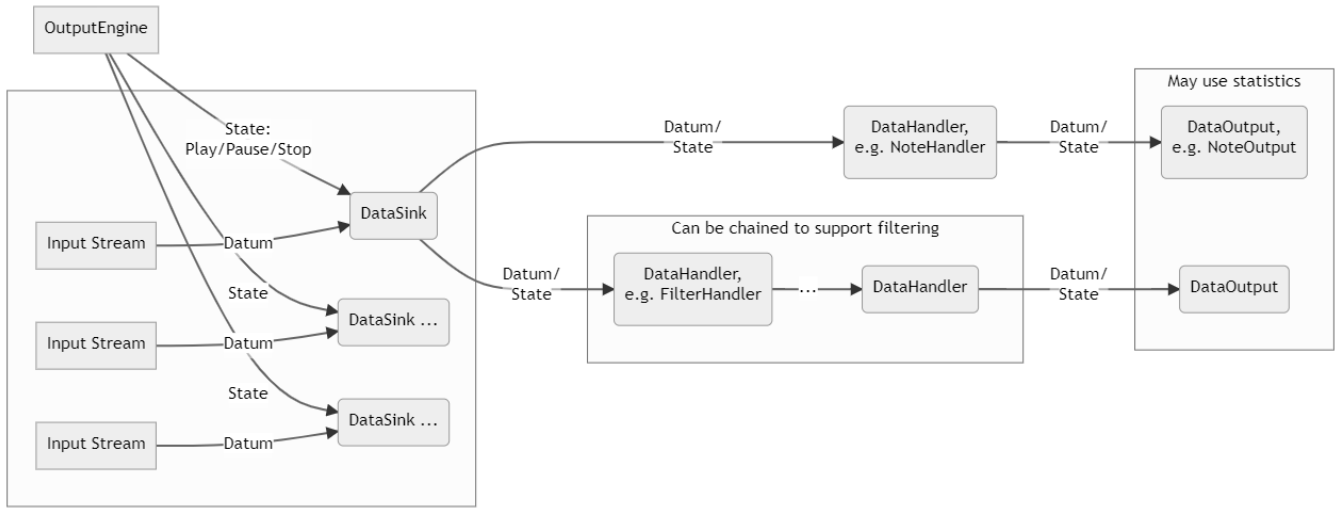 OutputEngine
State:
Play/Pause/Stop
DataSink
Input Stream
Datum
State
DataSink ...
Input Stream
Datum
State
DataSink ...
Input Stream
Datum
Datum/
State
DataHandler,
e.g. NoteHandler
Datum/
State
May use statistics
DataOutput,
e.g. NoteOutput
Datum/
State
Can be chained to support filtering
DataHandler,
e.g. FilterHandler
...
DataHandler
Datum/
State
DataOutput